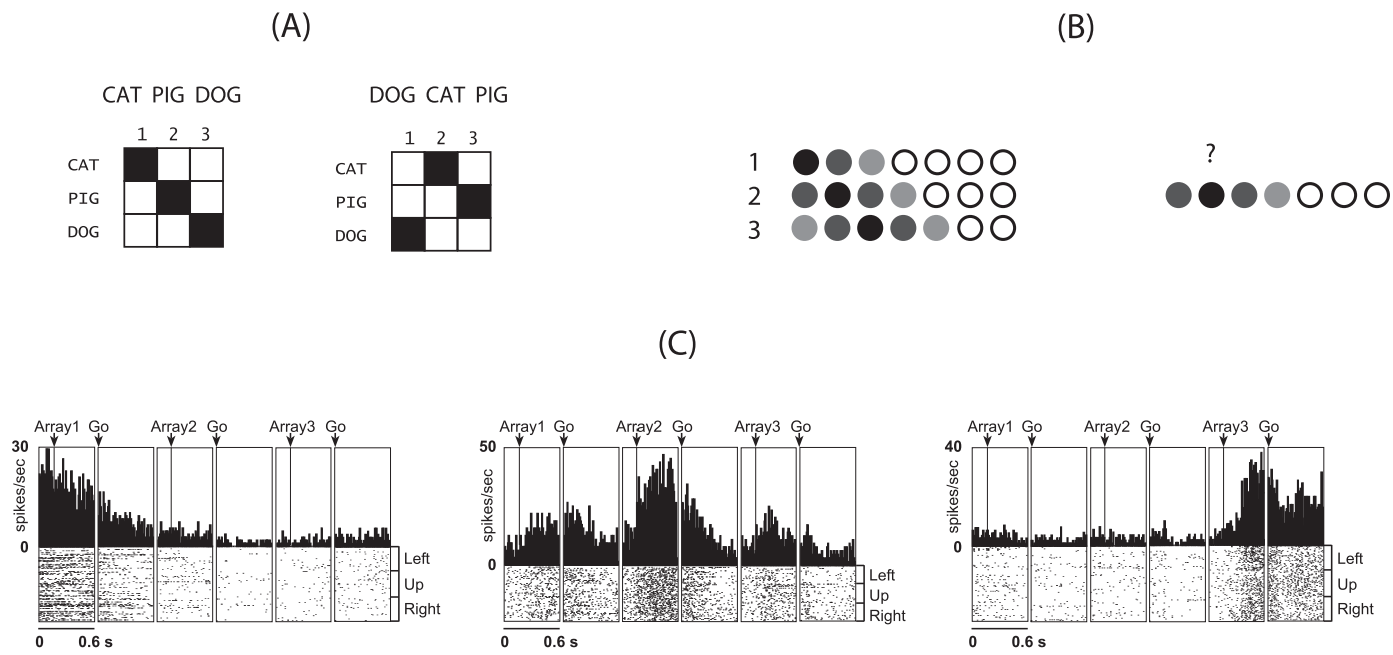 (A)
CAT PIG DOG
1 2 3
CAT
PIG
DOG
DOG CAT PIG
1 2 3
CAT
PIG
DOG
(B)
1
2
3
?
(C)
Array1 Go Array2 Go Array3 Go
30
spikes/sec
0
Left
Up
Right
0 0.6 s
Array1 Go Array2 Go Array3 Go
50
spikes/sec
0
Left
Up
Right
0 0.6 s
Array1 Go Array2 Go Array3 Go
40
spikes/sec
0
Left
Up
Right
0 0.6 s